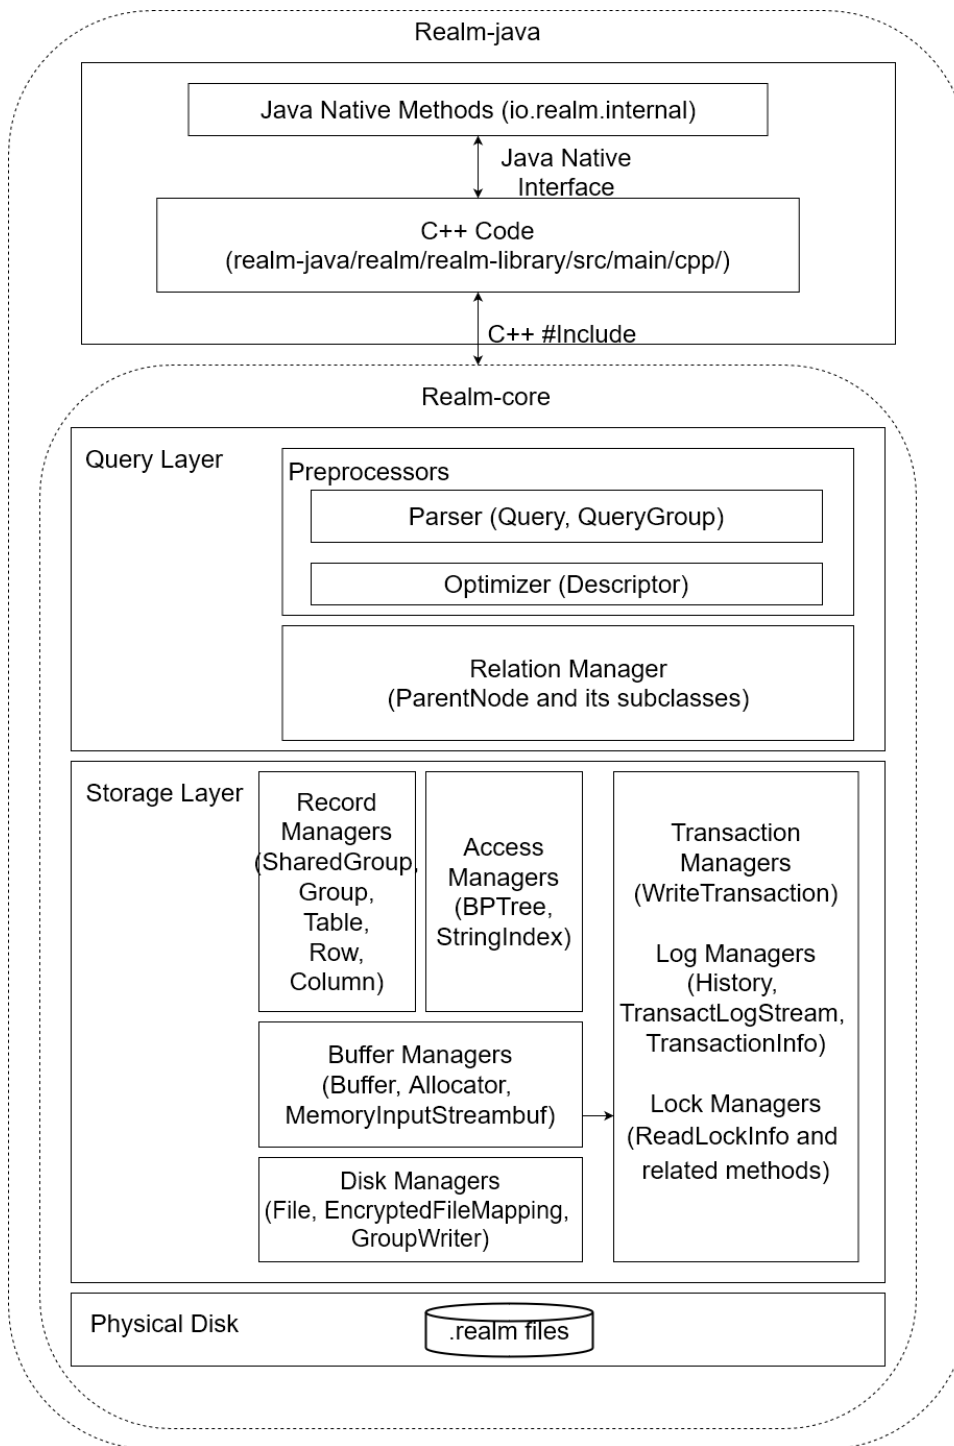 Realm-java
Java Native Methods (io.realm.internal)
Java Native
Interface
C++ Code
(realm-java/realm/realm-library/src/main/cpp/)
C++ #Include
Realm-core
Query Layer
Preprocessors
Parser (Query, QueryGroup)
Optimizer (Descriptor)
Relation Manager
(ParentNode and its subclasses)
Storage Layer
Record
Managers
(SharedGroup,
Group,
Table,
Row,
Column)
Access
Managers
(BPTree,
StringIndex)
Transaction
Managers
(WriteTransaction)
Log Managers
(History,
TransactLogStream,
TransactionInfo)
Lock Managers
(ReadLockInfo and
related methods)
Buffer Managers
(Buffer, Allocator,
MemoryInputStreambuf)
Disk Managers
(File, EncryptedFileMapping,
GroupWriter)
Physical Disk
.realm files